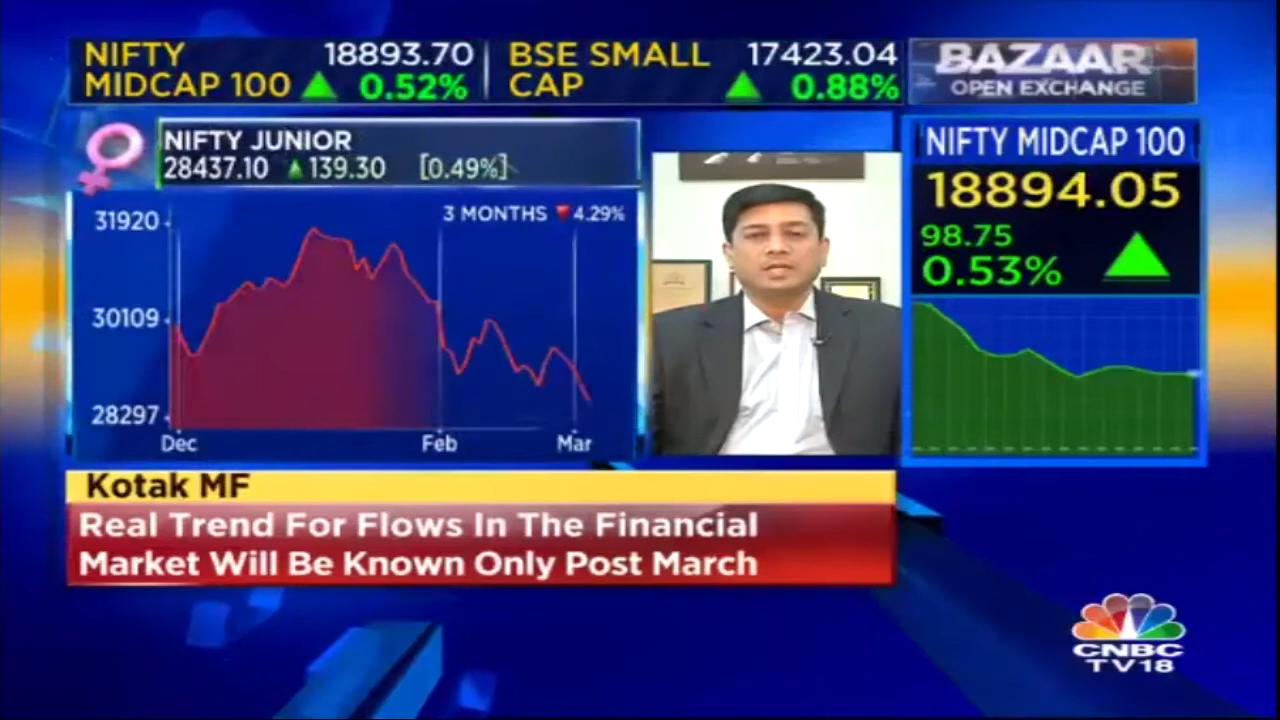 NIFTY
MIDCAP 100
18893.70
0.52%
BSE SMALL
CAP
17423.04
0.88%
BAZAAR
OPEN EXCHANGE
NIFTY JUNIOR
28437.10 139.30 [0.49%]
3 MONTHS 4.29%
31920
30109
28297
Dec
Feb
Mar
NIFTY MIDCAP 100
18894.05
98.75
0.53%
Kotak MF
Real Trend For Flows In The Financial
Market Will Be Known Only Post March
CNBC
TV18